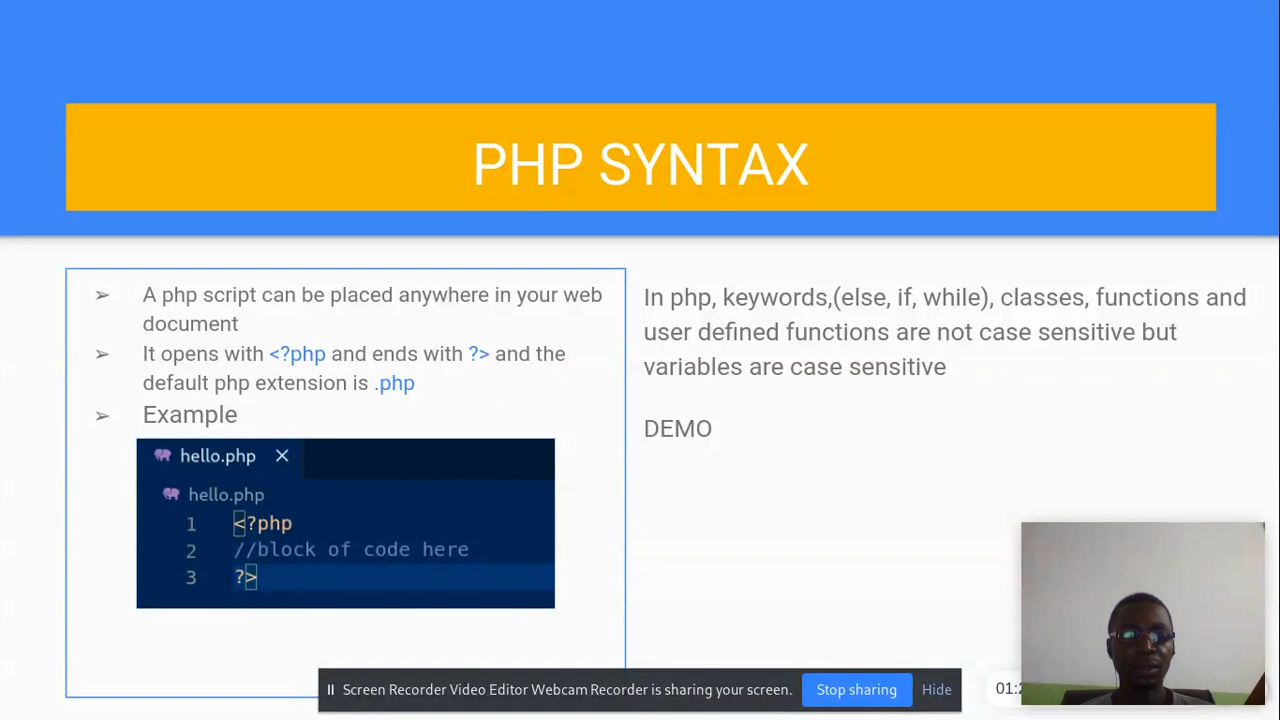 PHP SYNTAX
➢ A php script can be placed anywhere in your web
document
➢ It opens with <?php and ends with ?> and the
default php extension is .php
➢ Example
hello.php ×
hello.php
1 <?php
2 //block of code here
3 ?>
In php, keywords,(else, if, while), classes, functions and
user defined functions are not case sensitive but
variables are case sensitive
DEMO
Screen Recorder Video Editor Webcam Recorder is sharing your screen. Stop sharing Hide